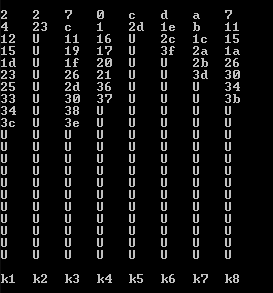 2 2 7 0 c d a 7
4 23 c 1 2d 1e b 11
12 11 16 U 2c 1c 15
15 U 19 17 U 3f 2a 1a
1d U 1f 20 U U 2b 26
23 U 26 21 U 3d 30
25 U 2d 36 U U 34
33 U 30 37 U U 3b
34 U 38 U U U U
3c U 3e U U U U
U U U U U U U
U U U U U U U
U U U U U U U
U U U U U U U
U U U U U U U
U U U U U U U
U U U U U U U
U U U U U U U
U U U U U U U
k1 k2 k3 k4 k5 k6 k7 k8